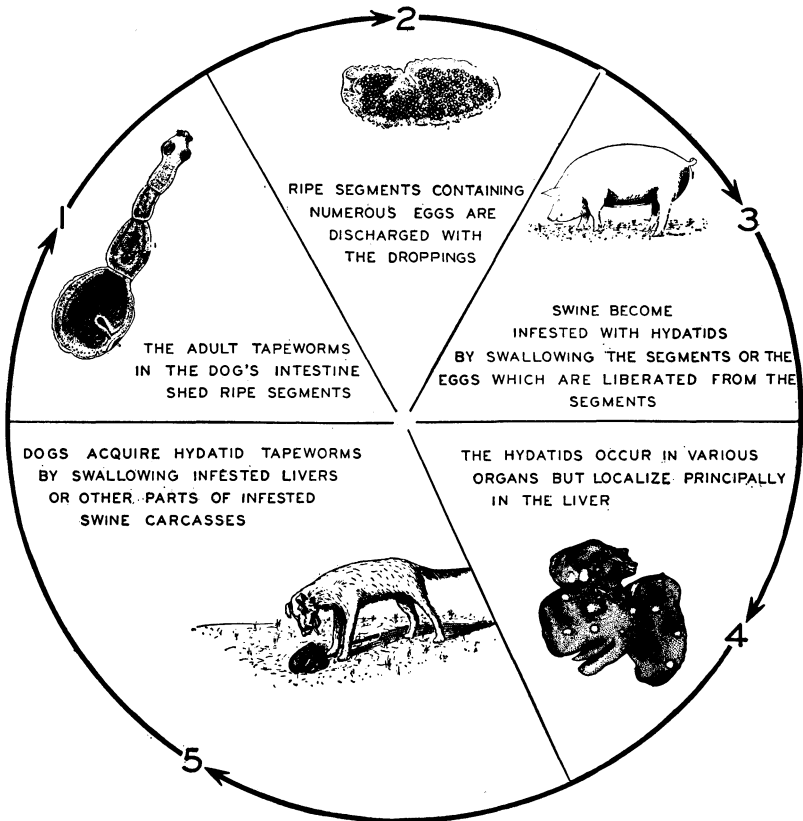 1
THE ADULT TAPEWORMS
IN THE DOG'S INTESTINE
SHED RIPE SEGMENTS
2
RIPE SEGMENTS CONTAINING
NUMEROUS EGGS ARE
DISCHARGED WITH
THE DROPPINGS
3
SWINE BECOME
INFESTED WITH HYDATIDS
BY SWALLOWING THE SEGMENTS OR THE
EGGS WHICH ARE LIBERATED FROM THE
SEGMENTS
4
THE HYDATIDS OCCUR IN VARIOUS
ORGANS BUT LOCALIZE PRINCIPALLY
IN THE LIVER
5
DOGS ACQUIRE HYDATID TAPEWORMS
BY SWALLOWING INFESTED LIVERS
OR OTHER PARTS OF INFESTED
SWINE CARCASSES